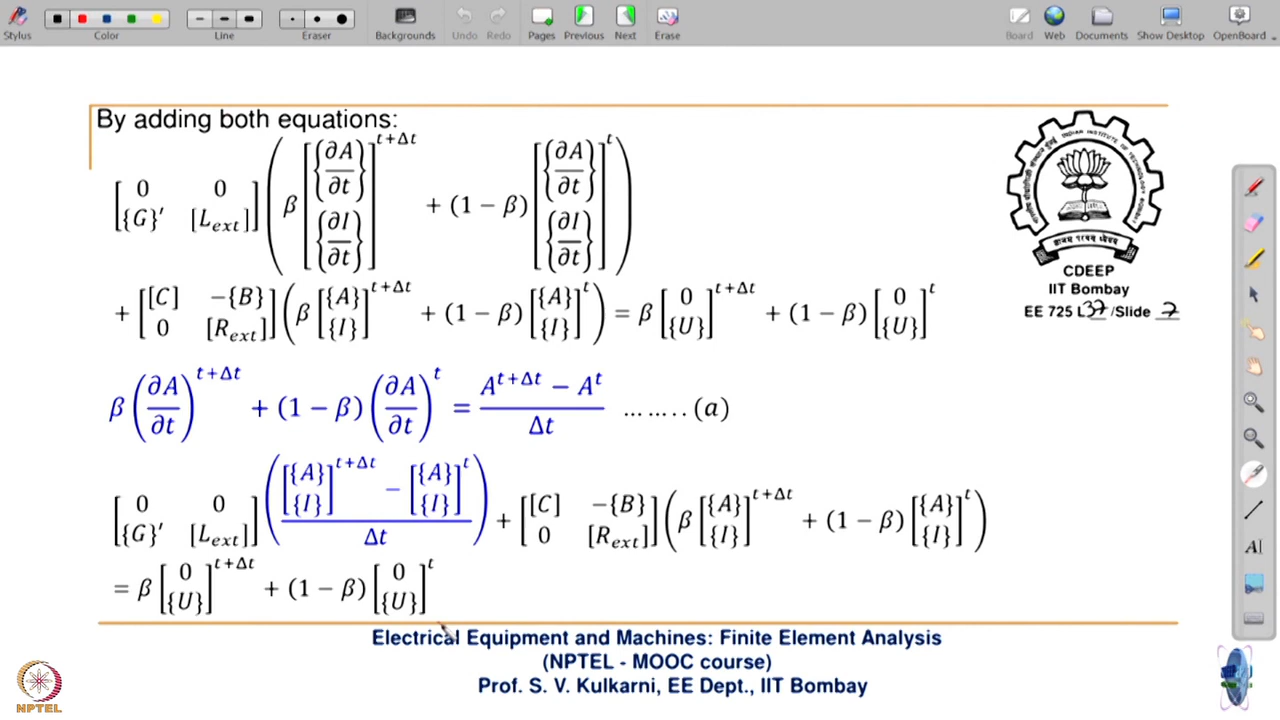 Stylus Color Line Eraser Backgrounds Undo Redo Pages Previous Next Erase Board Web Documents Show Desktop OpenBoard
By adding both equations:
[0 0; {G}′ [L_ext]] (β [{∂A/∂t}; {∂I/∂t}]^{t+Δt} + (1 − β) [{∂A/∂t}; {∂I/∂t}]^t)
+ [[C] −{B}; 0 [R_ext]] (β [{A}; {I}]^{t+Δt} + (1 − β) [{A}; {I}]^t) = β [0; {U}]^{t+Δt} + (1 − β) [0; {U}]^t
β (∂A/∂t)^{t+Δt} + (1 − β) (∂A/∂t)^t = (A^{t+Δt} − A^t)/Δt … … . . (a)
[0 0; {G}′ [L_ext]] (([{A}; {I}]^{t+Δt} − [{A}; {I}]^t)/Δt) + [[C] −{B}; 0 [R_ext]] (β [{A}; {I}]^{t+Δt} + (1 − β) [{A}; {I}]^t)
= β [0; {U}]^{t+Δt} + (1 − β) [0; {U}]^t
CDEEP
IIT Bombay
EE 725 L37/Slide 7
Electrical Equipment and Machines: Finite Element Analysis
(NPTEL - MOOC course)
Prof. S. V. Kulkarni, EE Dept., IIT Bombay
NPTEL